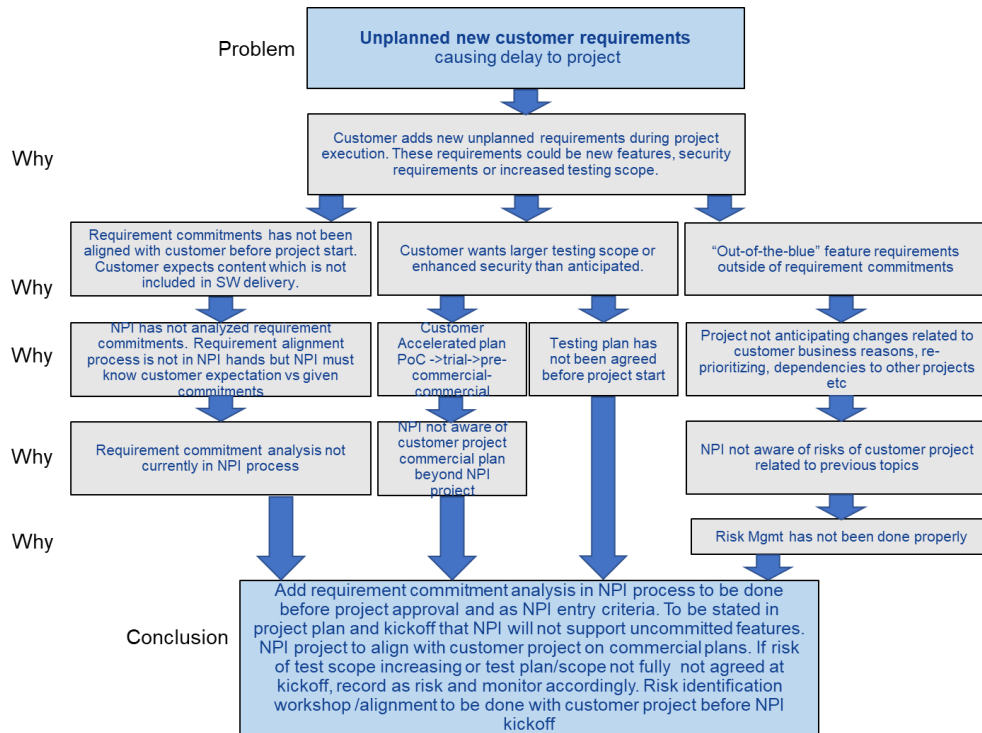 Problem
Unplanned new customer requirements
causing delay to project
Why
Customer adds new unplanned requirements during project
execution. These requirements could be new features, security
requirements or increased testing scope.
Why
Requirement commitments has not been
aligned with customer before project start.
Customer expects content which is not
included in SW delivery.
Customer wants larger testing scope or
enhanced security than anticipated.
“Out-of-the-blue” feature requirements
outside of requirement commitments
Why
NPI has not analyzed requirement
commitments. Requirement alignment
process is not in NPI hands but NPI must
know customer expectation vs given
commitments
Customer
Accelerated plan
PoC ->trial->pre-
commercial-
commercial
Testing plan has
not been agreed
before project start
Project not anticipating changes related to
customer business reasons, re-
prioritizing, dependencies to other projects
etc
Why
Requirement commitment analysis not
currently in NPI process
NPI not aware of
customer project
commercial plan
beyond NPI
project
NPI not aware of risks of customer project
related to previous topics
Why
Risk Mgmt has not been done properly
Conclusion
Add requirement commitment analysis in NPI process to be done
before project approval and as NPI entry criteria. To be stated in
project plan and kickoff that NPI will not support uncommitted features.
NPI project to align with customer project on commercial plans. If risk
of test scope increasing or test plan/scope not fully  not agreed at
kickoff, record as risk and monitor accordingly. Risk identification
workshop /alignment to be done with customer project before NPI
kickoff